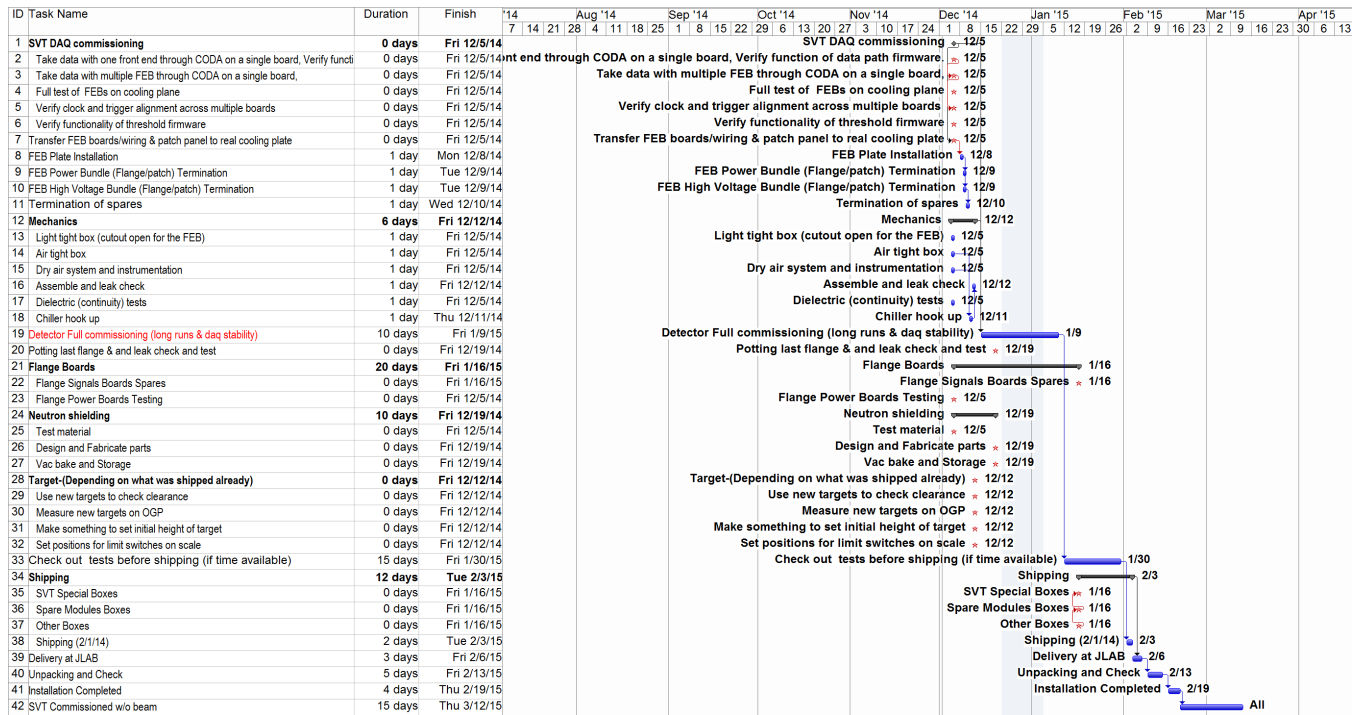 ID Task Name Duration Finish '14 Aug '14 Sep '14 Oct '14 Nov '14 Dec '14 Jan '15 Feb '15 Mar '15 Apr '15
7 14 21 28 4 11 18 25 1 8 15 22 29 6 13 20 27 3 10 17 24 1 8 15 22 29 5 12 19 26 2 9 16 23 2 9 16 23 30 6 13
1 SVT DAQ commissioning 0 days Fri 12/5/14 SVT DAQ commissioning 12/5
2 Take data with one front end through CODA on a single board, Verify functi 0 days Fri 12/5/14 ont end through CODA on a single board, Verify function of data path firmware. 12/5
3 Take data with multiple FEB through CODA on a single board, 0 days Fri 12/5/14 Take data with multiple FEB through CODA on a single board, 12/5
4 Full test of FEBs on cooling plane 0 days Fri 12/5/14 Full test of FEBs on cooling plane 12/5
5 Verify clock and trigger alignment across multiple boards 0 days Fri 12/5/14 Verify clock and trigger alignment across multiple boards 12/5
6 Verify functionality of threshold firmware 0 days Fri 12/5/14 Verify functionality of threshold firmware 12/5
7 Transfer FEB boards/wiring & patch panel to real cooling plate 0 days Fri 12/5/14 Transfer FEB boards/wiring & patch panel to real cooling plate 12/5
8 FEB Plate Installation 1 day Mon 12/8/14 FEB Plate Installation 12/8
9 FEB Power Bundle (Flange/patch) Termination 1 day Tue 12/9/14 FEB Power Bundle (Flange/patch) Termination 12/9
10 FEB High Voltage Bundle (Flange/patch) Termination 1 day Tue 12/9/14 FEB High Voltage Bundle (Flange/patch) Termination 12/9
11 Termination of spares 1 day Wed 12/10/14 Termination of spares 12/10
12 Mechanics 6 days Fri 12/12/14 Mechanics 12/12
13 Light tight box (cutout open for the FEB) 1 day Fri 12/5/14 Light tight box (cutout open for the FEB) 12/5
14 Air tight box 1 day Fri 12/5/14 Air tight box 12/5
15 Dry air system and instrumentation 1 day Fri 12/5/14 Dry air system and instrumentation 12/5
16 Assemble and leak check 1 day Fri 12/12/14 Assemble and leak check 12/12
17 Dielectric (continuity) tests 1 day Fri 12/5/14 Dielectric (continuity) tests 12/5
18 Chiller hook up 1 day Thu 12/11/14 Chiller hook up 12/11
19 Detector Full commissioning (long runs & daq stability) 10 days Fri 1/9/15 Detector Full commissioning (long runs & daq stability) 1/9
20 Potting last flange & and leak check and test 0 days Fri 12/19/14 Potting last flange & and leak check and test 12/19
21 Flange Boards 20 days Fri 1/16/15 Flange Boards 1/16
22 Flange Signals Boards Spares 0 days Fri 1/16/15 Flange Signals Boards Spares 1/16
23 Flange Power Boards Testing 0 days Fri 12/5/14 Flange Power Boards Testing 12/5
24 Neutron shielding 10 days Fri 12/19/14 Neutron shielding 12/19
25 Test material 0 days Fri 12/5/14 Test material 12/5
26 Design and Fabricate parts 0 days Fri 12/19/14 Design and Fabricate parts 12/19
27 Vac bake and Storage 0 days Fri 12/19/14 Vac bake and Storage 12/19
28 Target-(Depending on what was shipped already) 0 days Fri 12/12/14 Target-(Depending on what was shipped already) 12/12
29 Use new targets to check clearance 0 days Fri 12/12/14 Use new targets to check clearance 12/12
30 Measure new targets on OGP 0 days Fri 12/12/14 Measure new targets on OGP 12/12
31 Make something to set initial height of target 0 days Fri 12/12/14 Make something to set initial height of target 12/12
32 Set positions for limit switches on scale 0 days Fri 12/12/14 Set positions for limit switches on scale 12/12
33 Check out tests before shipping (if time available) 15 days Fri 1/30/15 Check out tests before shipping (if time available) 1/30
34 Shipping 12 days Tue 2/3/15 Shipping 2/3
35 SVT Special Boxes 0 days Fri 1/16/15 SVT Special Boxes 1/16
36 Spare Modules Boxes 0 days Fri 1/16/15 Spare Modules Boxes 1/16
37 Other Boxes 0 days Fri 1/16/15 Other Boxes 1/16
38 Shipping (2/1/14) 2 days Tue 2/3/15 Shipping (2/1/14) 2/3
39 Delivery at JLAB 3 days Fri 2/6/15 Delivery at JLAB 2/6
40 Unpacking and Check 5 days Fri 2/13/15 Unpacking and Check 2/13
41 Installation Completed 4 days Thu 2/19/15 Installation Completed 2/19
42 SVT Commissioned w/o beam 15 days Thu 3/12/15 All